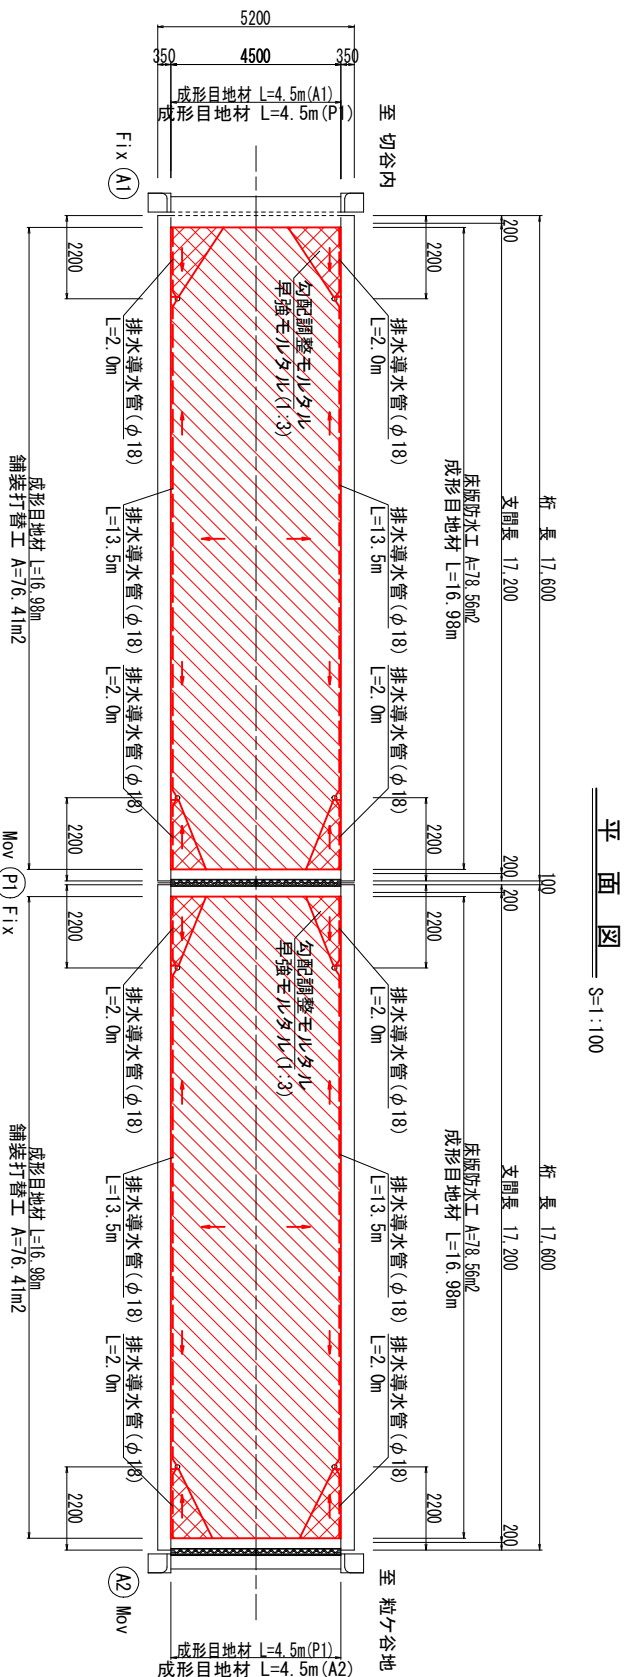 平面図
S=1:100
桁長 17,600
桁長 17,600
支間長 17,200
支間長 17,200
200
200
100
200
200
床版防水工 A=78.56m2
成形目地材 L=16.98m
床版防水工 A=78.56m2
成形目地材 L=16.98m
2200
2200
2200
2200
至 切谷内
至 粒ケ谷地
排水導水管(φ18)
L=2.0m
排水導水管(φ18)
L=13.5m
排水導水管(φ18)
L=2.0m
排水導水管(φ18)
L=2.0m
排水導水管(φ18)
L=13.5m
排水導水管(φ18)
L=2.0m
5200
350
4500
350
成形目地材 L=4.5m(A1)
成形目地材 L=4.5m(P1)
勾配調整モルタル
早強モルタル(1:3)
勾配調整モルタル
早強モルタル(1:3)
成形目地材 L=4.5m(P1)
成形目地材 L=4.5m(A2)
Fix A1
Mov P1 Fix
A2 Mov
排水導水管(φ18)
L=2.0m
排水導水管(φ18)
L=13.5m
排水導水管(φ18)
L=2.0m
排水導水管(φ18)
L=2.0m
排水導水管(φ18)
L=13.5m
排水導水管(φ18)
L=2.0m
2200
2200
2200
2200
成形目地材 L=16.98m
舗装打替工 A=76.41m2
成形目地材 L=16.98m
舗装打替工 A=76.41m2